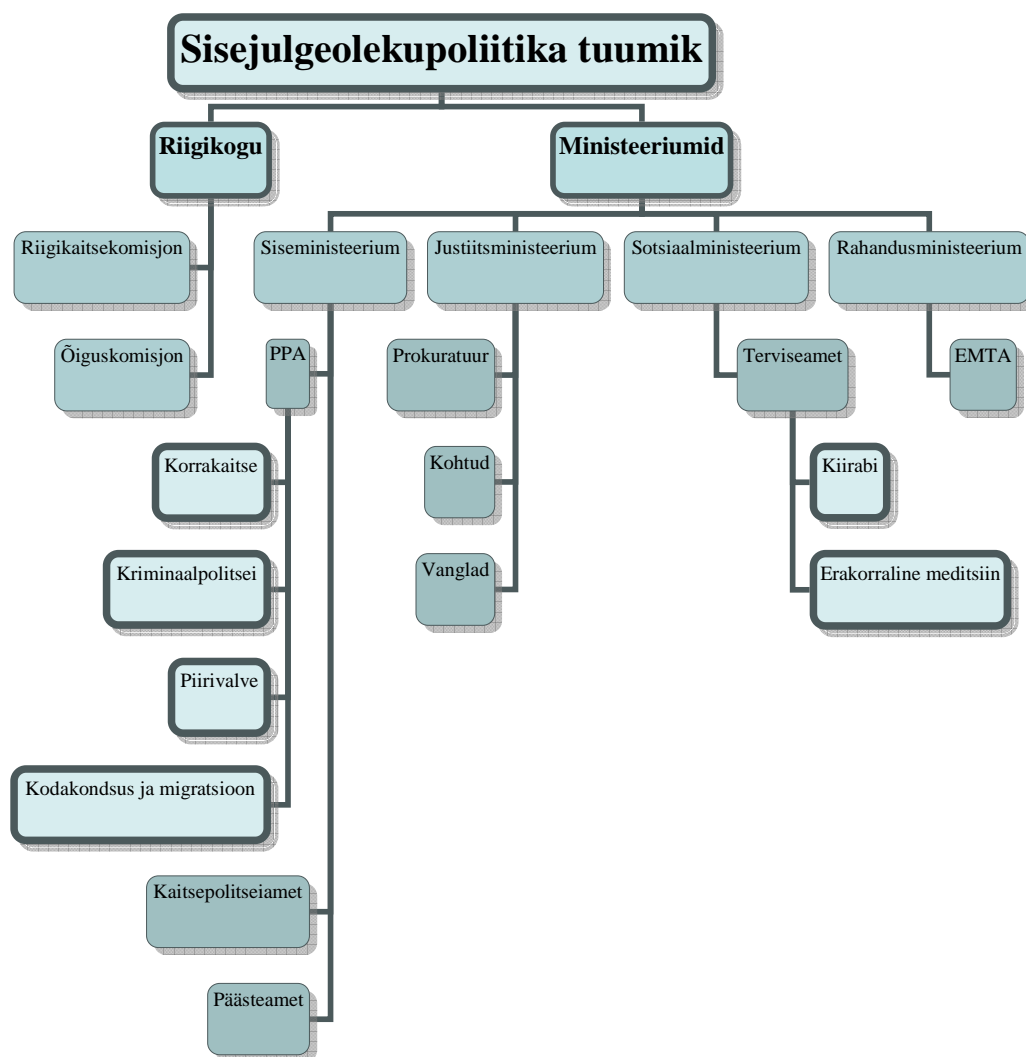 Sisejulgeolekupoliitika tuumik
Riigikogu
Ministeeriumid
Riigikaitsekomisjon
Siseministeerium
Justiitsministeerium
Sotsiaalministeerium
Rahandusministeerium
Õiguskomisjon
PPA
Prokuratuur
Terviseamet
EMTA
Korrakaitse
Kohtud
Kiirabi
Kriminaalpolitsei
Vanglad
Erakorraline meditsiin
Piirivalve
Kodakondsus ja migratsioon
Kaitsepolitseiamet
Päästeamet